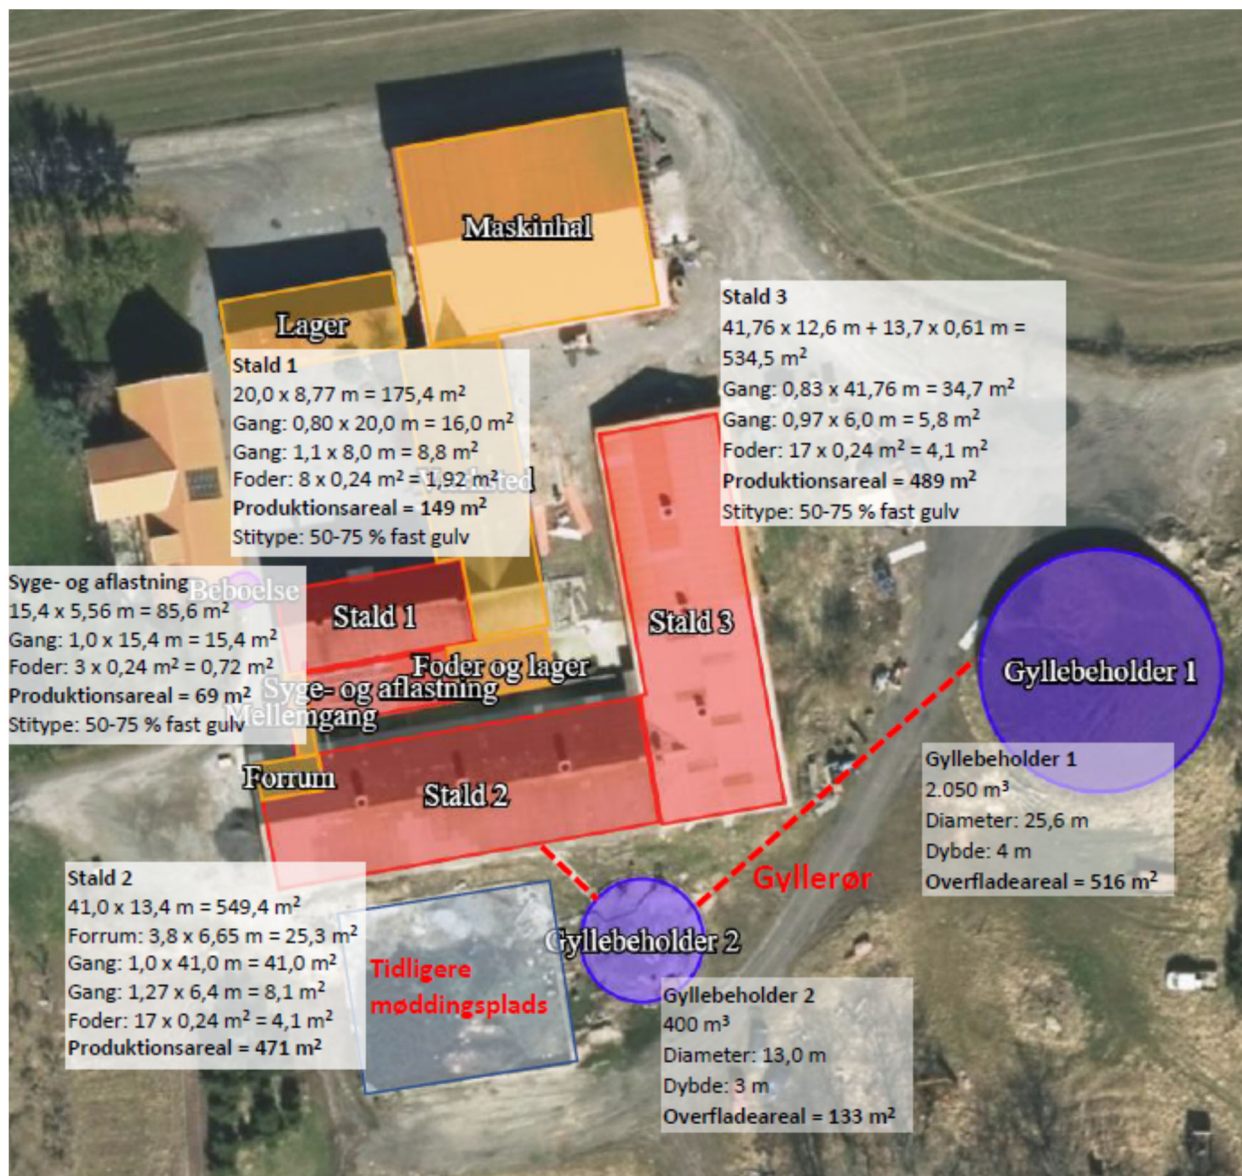 Maskinhal
Lager
Stald 3
41,76 x 12,6 m + 13,7 x 0,61 m =
534,5 m²
Gang: 0,83 x 41,76 m = 34,7 m²
Gang: 0,97 x 6,0 m = 5,8 m²
Foder: 17 x 0,24 m² = 4,1 m²
Produktionsareal = 489 m²
Stitype: 50-75 % fast gulv
Stald 1
20,0 x 8,77 m = 175,4 m²
Gang: 0,80 x 20,0 m = 16,0 m²
Gang: 1,1 x 8,0 m = 8,8 m²
Foder: 8 x 0,24 m² = 1,92 m²
Produktionsareal = 149 m²
Stitype: 50-75 % fast gulv
Værksted
Syge- og aflastning
15,4 x 5,56 m = 85,6 m²
Gang: 1,0 x 15,4 m = 15,4 m²
Foder: 3 x 0,24 m² = 0,72 m²
Produktionsareal = 69 m²
Stitype: 50-75 % fast gulv
Beboelse
Stald 1
Stald 3
Foder og lager
Syge- og aflastning
Mellemgang
Forrum
Stald 2
Gyllebeholder 1
Gyllebeholder 1
2.050 m³
Diameter: 25,6 m
Dybde: 4 m
Overfladeareal = 516 m²
Gyllerør
Stald 2
41,0 x 13,4 m = 549,4 m²
Forrum: 3,8 x 6,65 m = 25,3 m²
Gang: 1,0 x 41,0 m = 41,0 m²
Gang: 1,27 x 6,4 m = 8,1 m²
Foder: 17 x 0,24 m² = 4,1 m²
Produktionsareal = 471 m²
Tidligere
møddingsplads
Gyllebeholder 2
Gyllebeholder 2
400 m³
Diameter: 13,0 m
Dybde: 3 m
Overfladeareal = 133 m²